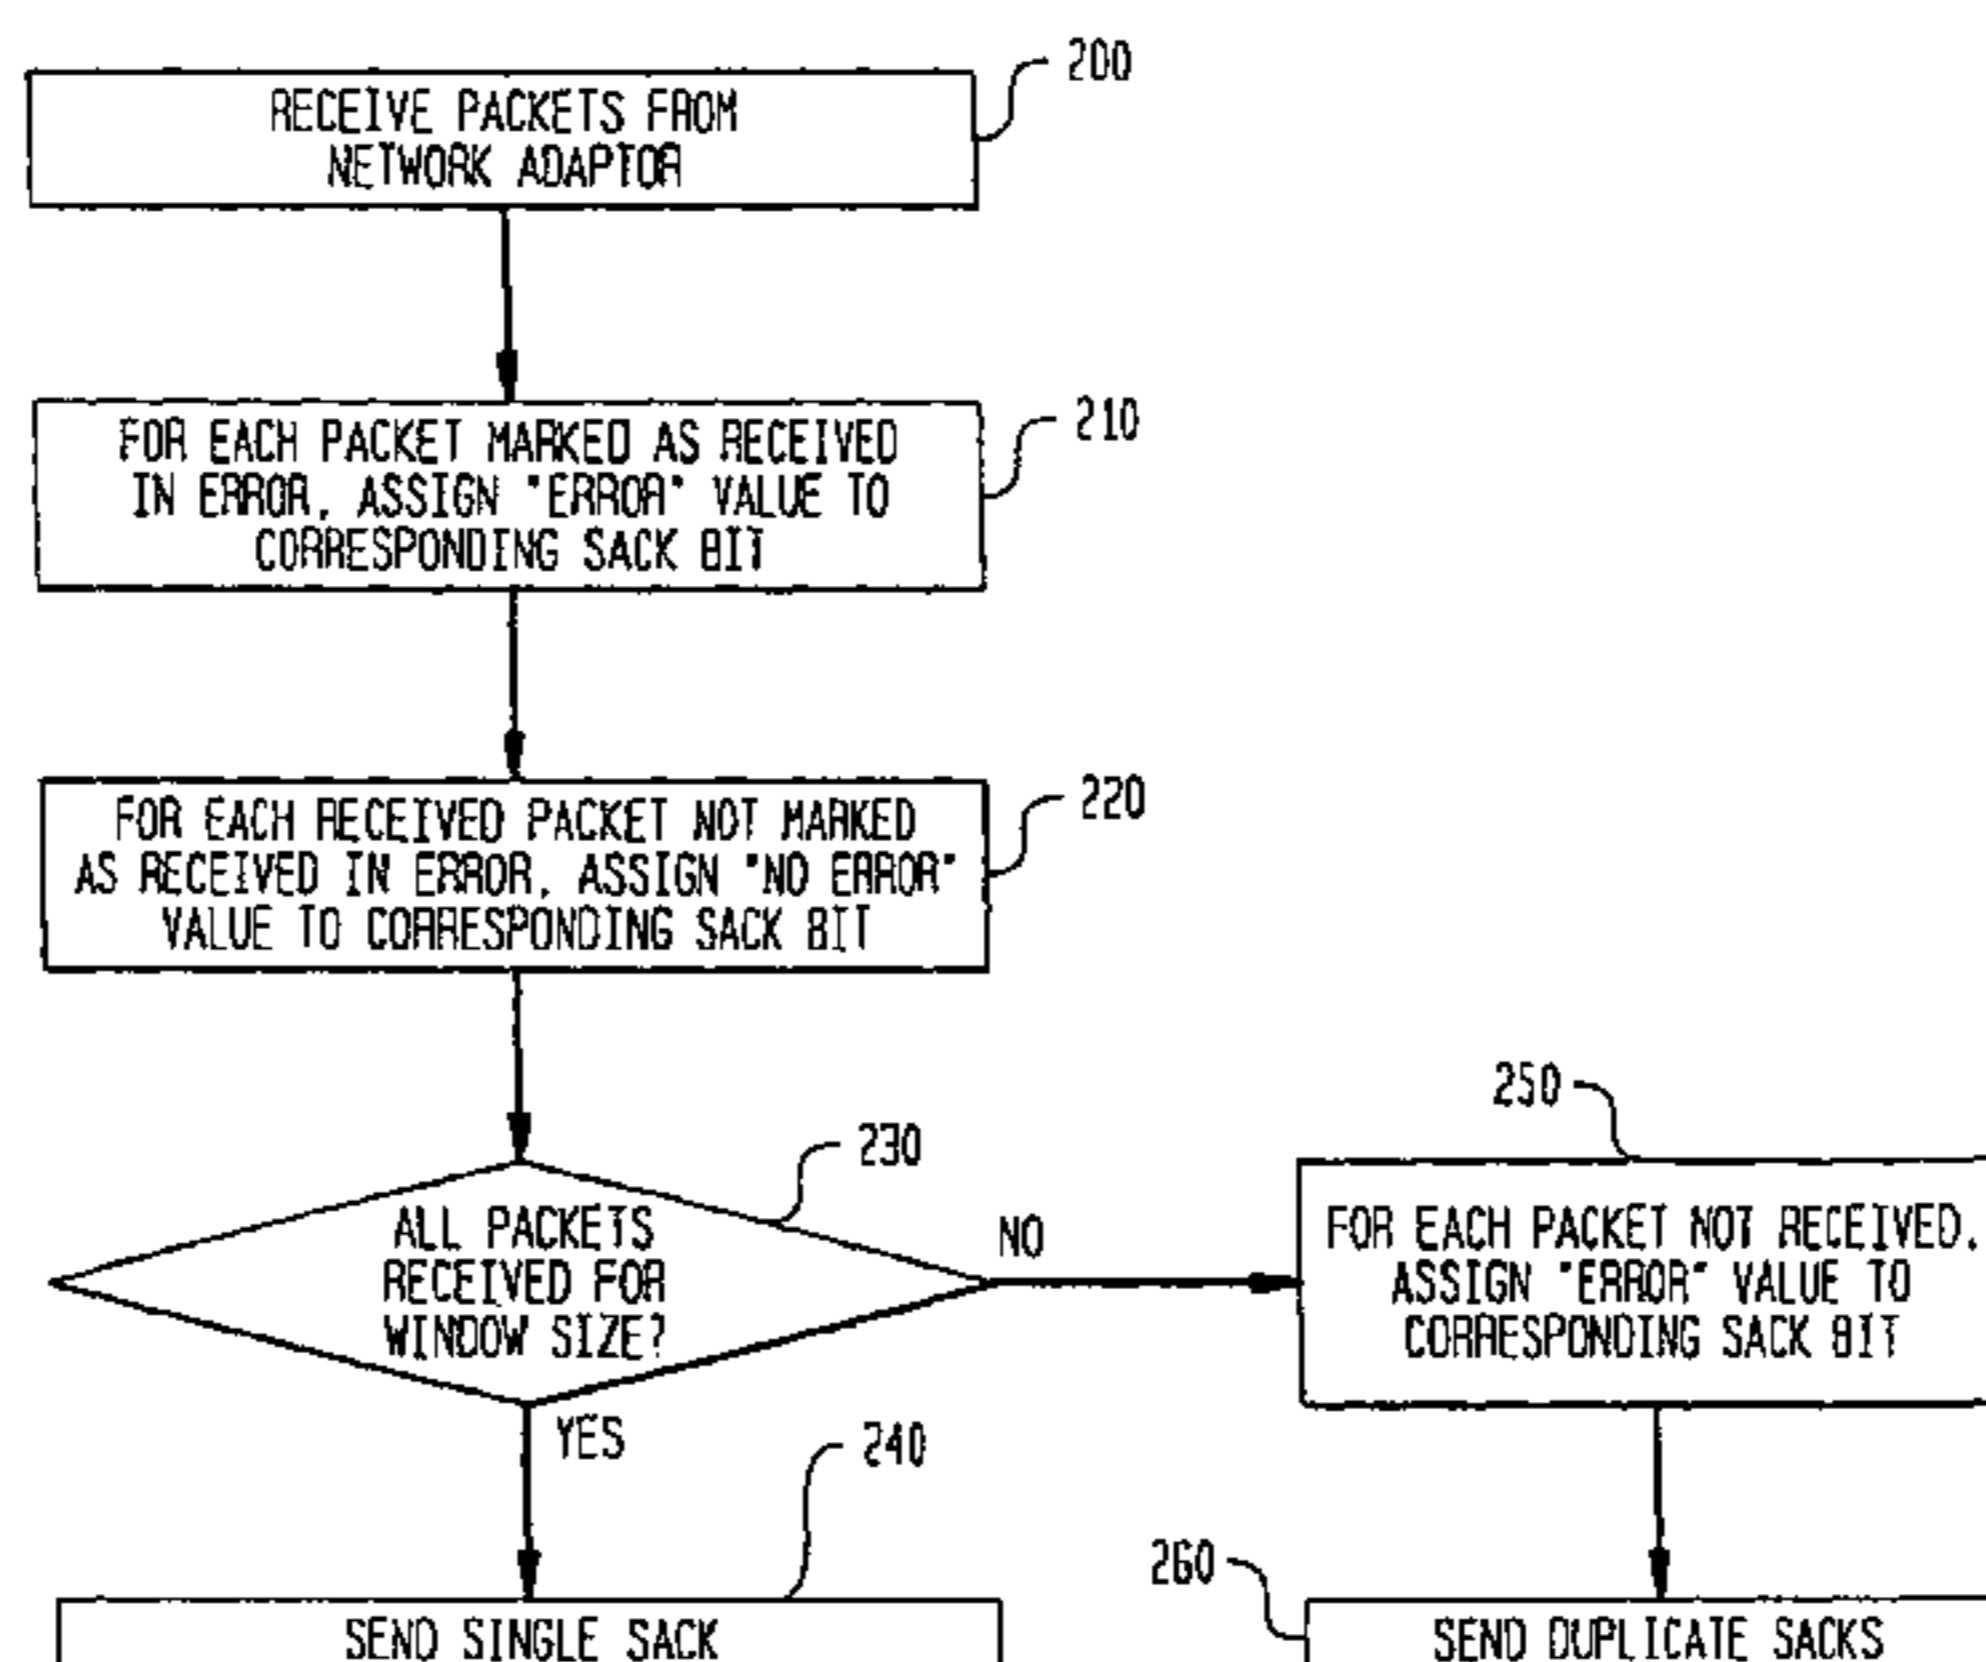 200
RECEIVE PACKETS FROM
NETWORK ADAPTOR
210
FOR EACH PACKET MARKED AS RECEIVED
IN ERROR, ASSIGN "ERROR" VALUE TO
CORRESPONDING SACK BIT
220
FOR EACH RECEIVED PACKET NOT MARKED
AS RECEIVED IN ERROR, ASSIGN "NO ERROR"
VALUE TO CORRESPONDING SACK BIT
230
ALL PACKETS
RECEIVED FOR
WINDOW SIZE?
NO
250
FOR EACH PACKET NOT RECEIVED,
ASSIGN "ERROR" VALUE TO
CORRESPONDING SACK BIT
YES
240
SEND SINGLE SACK
260
SEND DUPLICATE SACKS